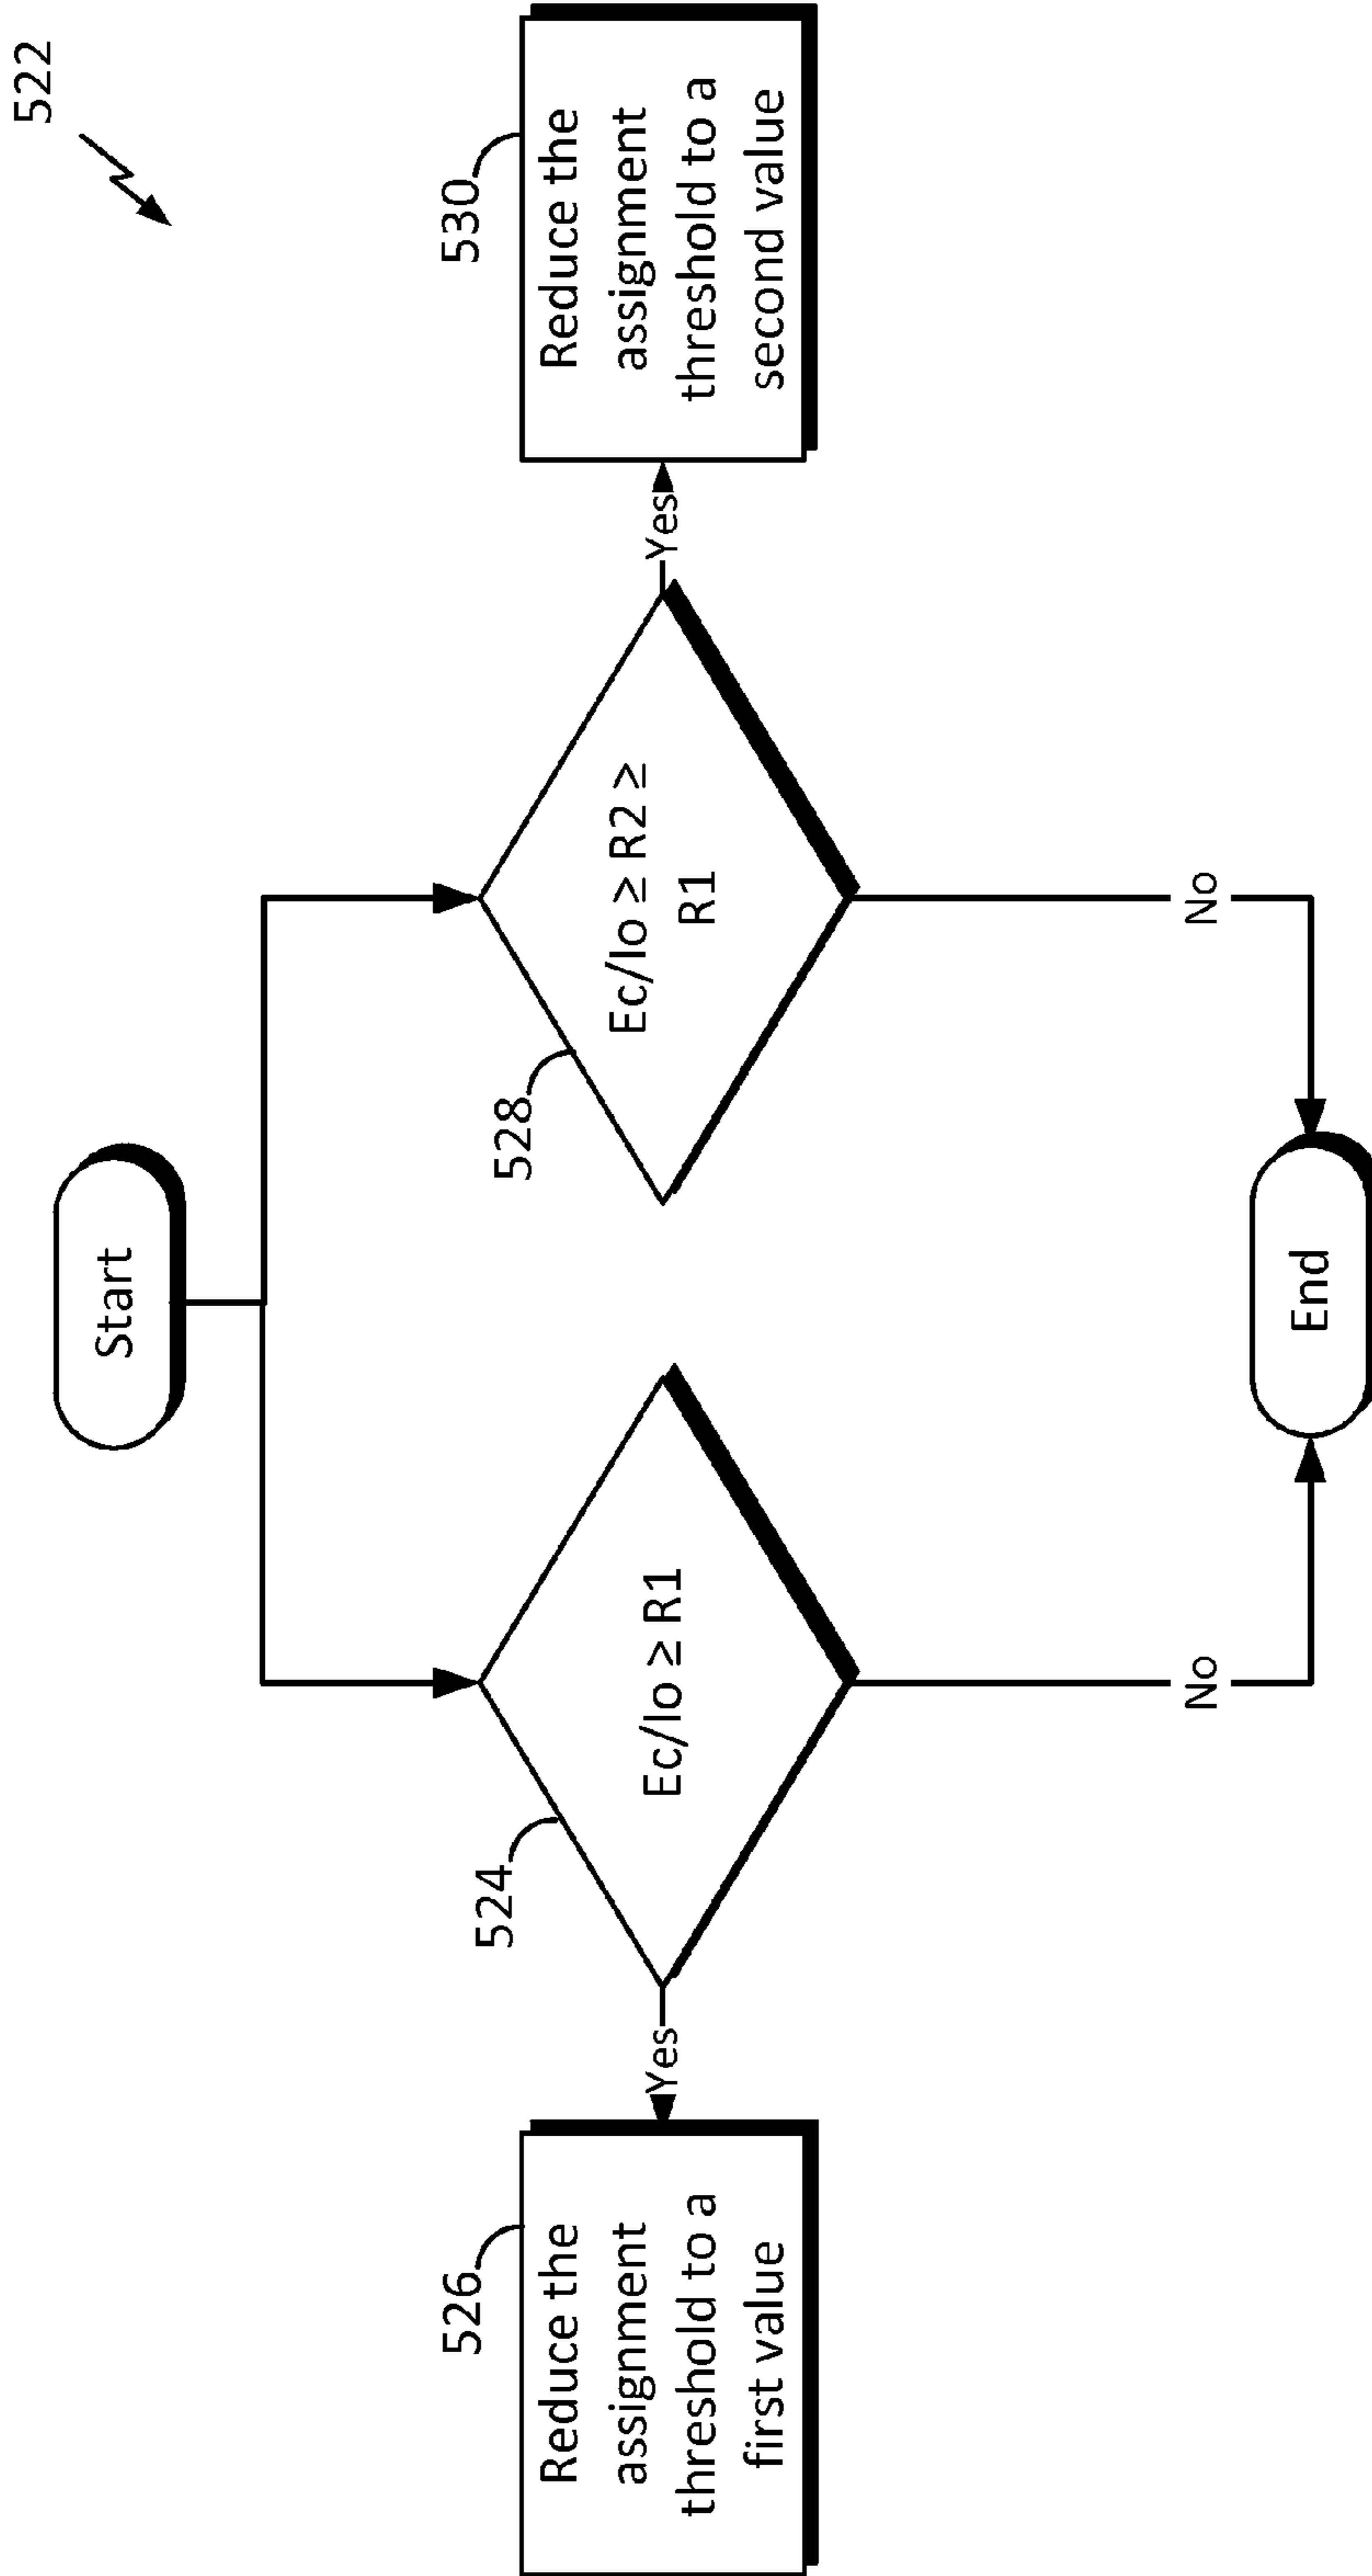 522
Start
524
Ec/Io ≥ R1
528
Ec/Io ≥ R2 ≥
R1
Yes
Yes
526
Reduce the
assignment
threshold to a
first value
530
Reduce the
assignment
threshold to a
second value
No
No
End